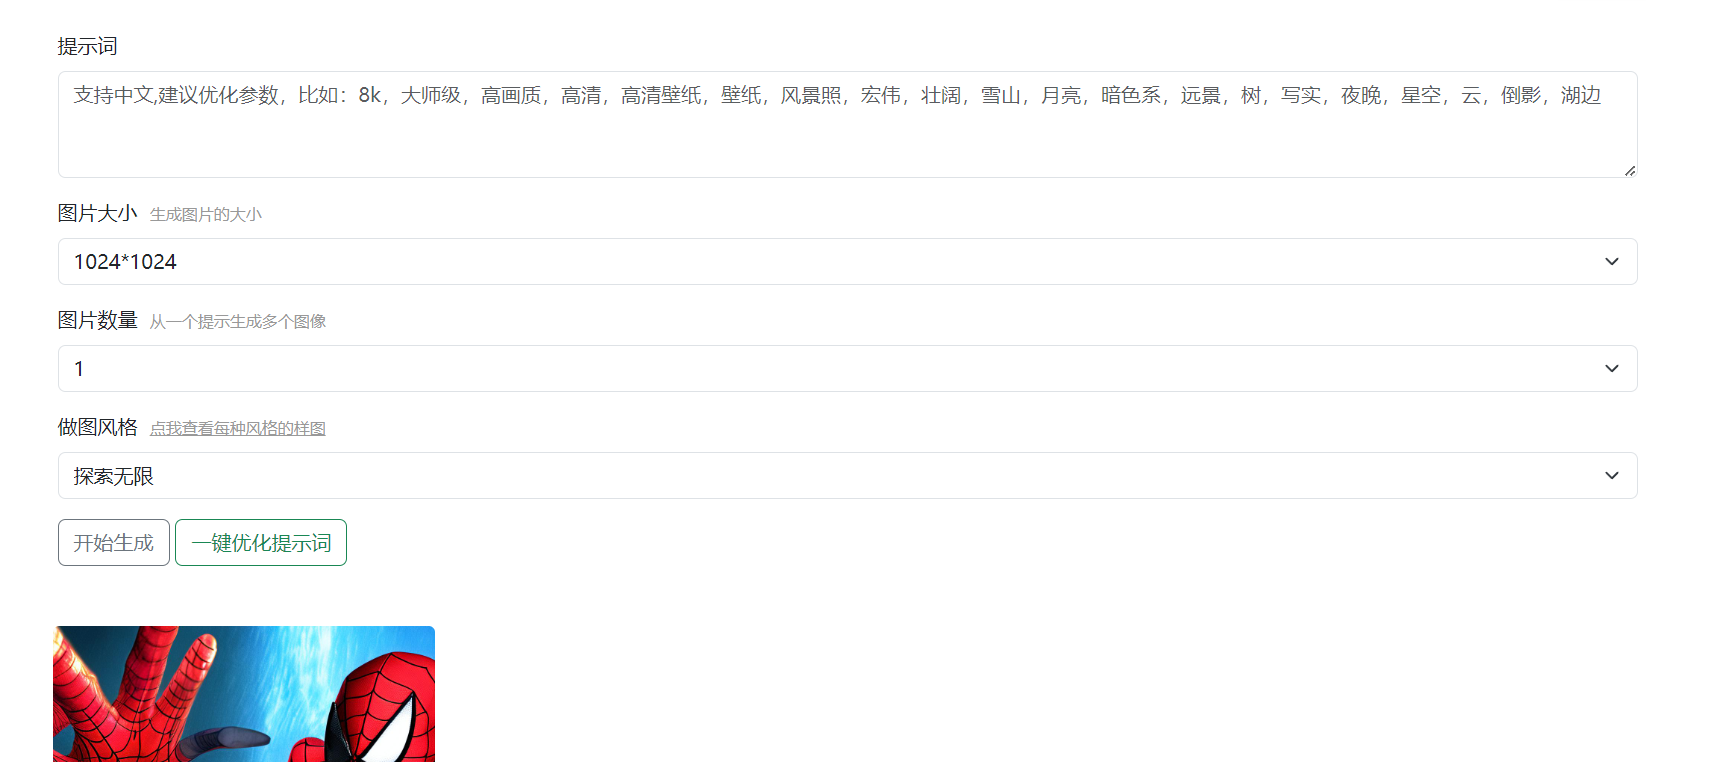 提示词
支持中文,建议优化参数，比如：8k，大师级，高画质，高清，高清壁纸，壁纸，风景照，宏伟，壮阔，雪山，月亮，暗色系，远景，树，写实，夜晚，星空，云，倒影，湖边
图片大小 生成图片的大小
1024*1024
图片数量 从一个提示生成多个图像
1
做图风格 点我查看每种风格的样图
探索无限
开始生成 一键优化提示词